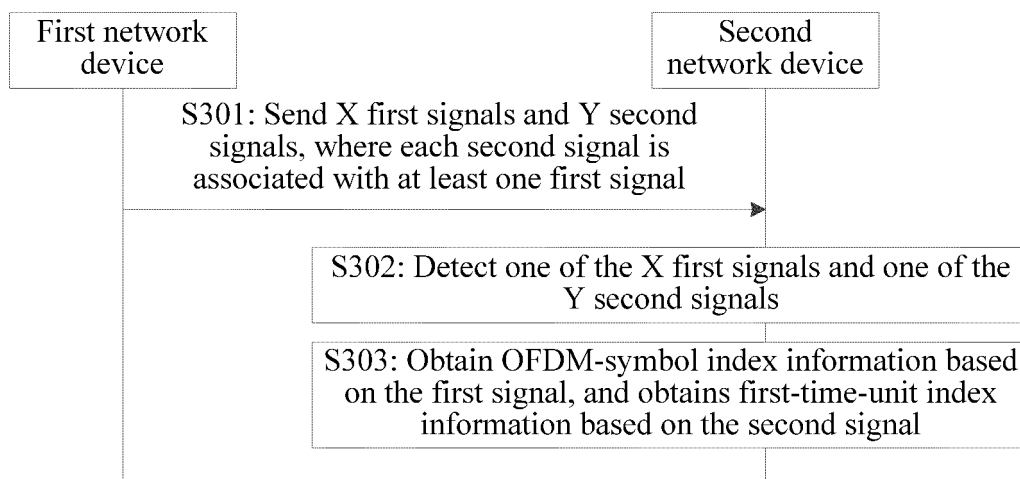 First network
device
Second
network device
S301: Send X first signals and Y second
signals, where each second signal is
associated with at least one first signal
S302: Detect one of the X first signals and one of the
Y second signals
S303: Obtain OFDM-symbol index information based
on the first signal, and obtains first-time-unit index
information based on the second signal